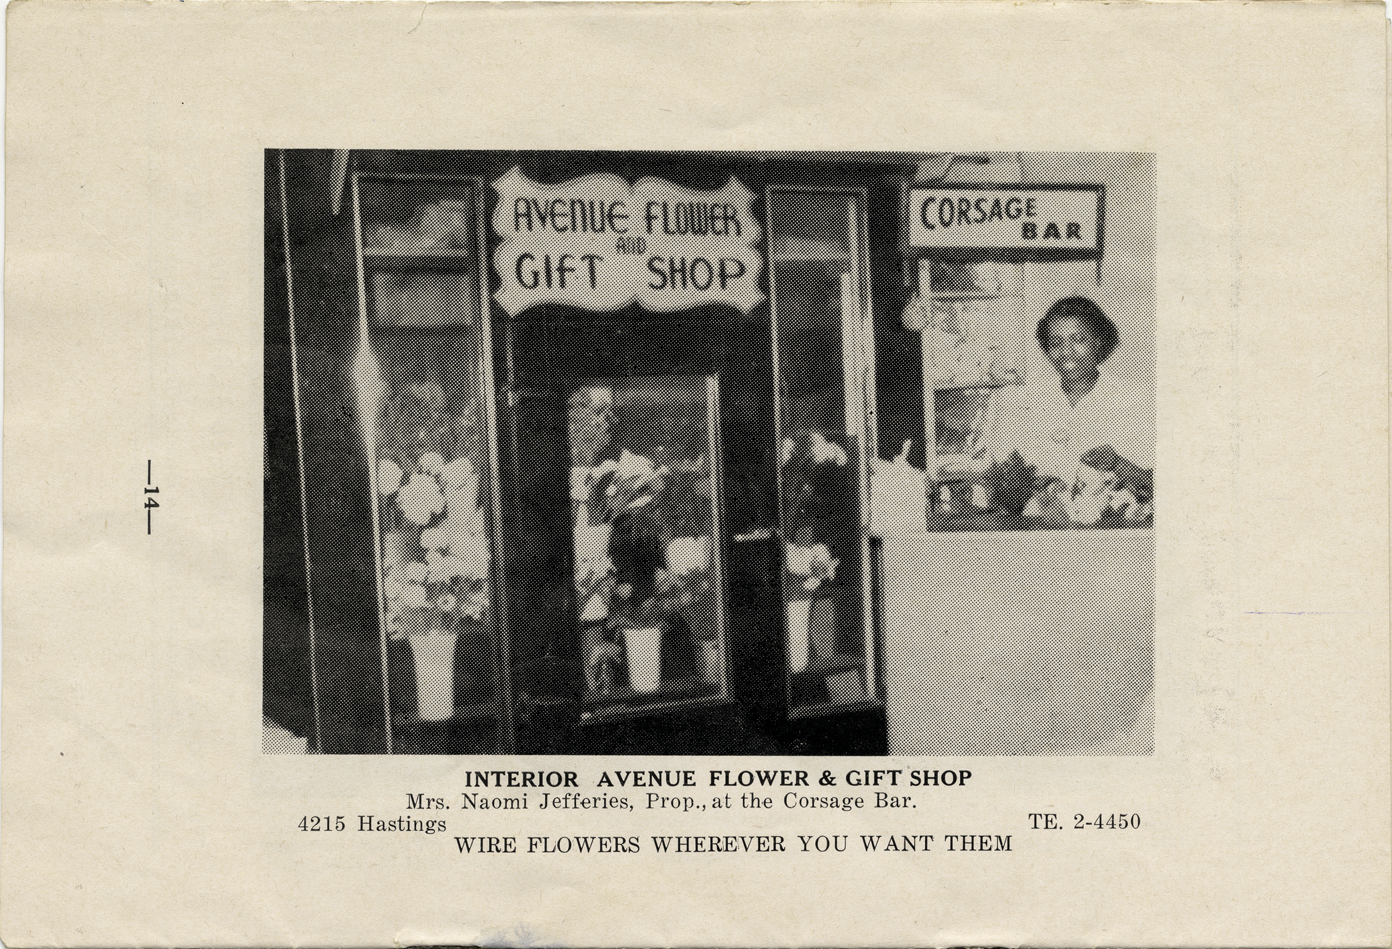 AVENUE FLOWER
AND
GIFT SHOP
CORSAGE
BAR
—14—
INTERIOR AVENUE FLOWER & GIFT SHOP
Mrs. Naomi Jefferies, Prop., at the Corsage Bar.
4215 Hastings
TE. 2-4450
WIRE FLOWERS WHEREVER YOU WANT THEM